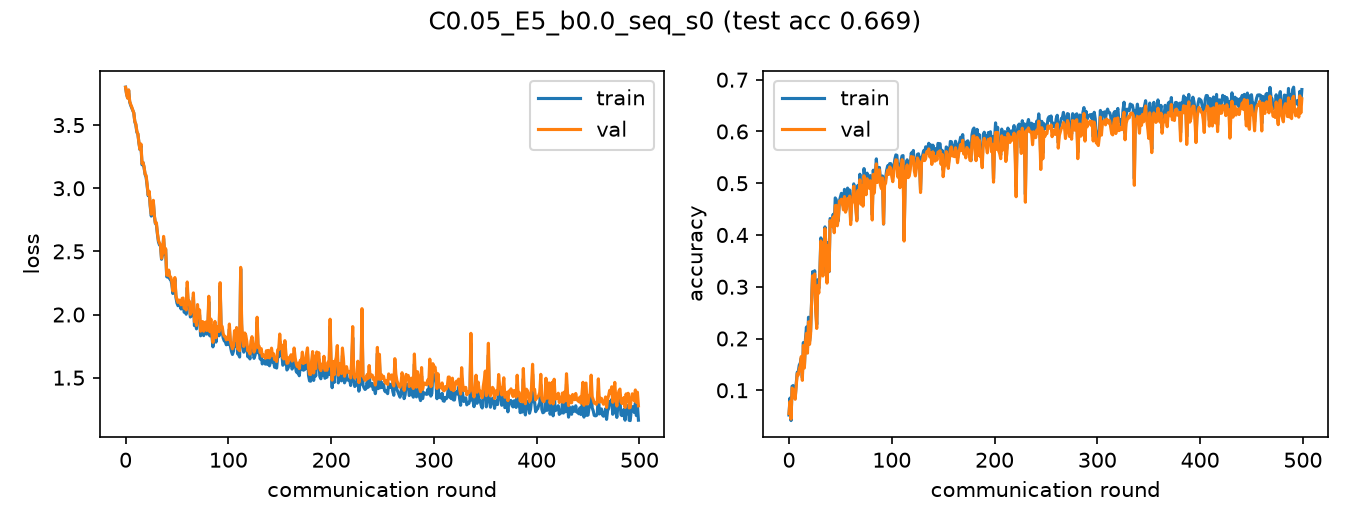 C0.05_E5_b0.0_seq_s0 (test acc 0.669)
loss
3.5
3.0
2.5
2.0
1.5
train
val
0
100
200
300
400
500
communication round
accuracy
0.7
0.6
0.5
0.4
0.3
0.2
0.1
train
val
0
100
200
300
400
500
communication round